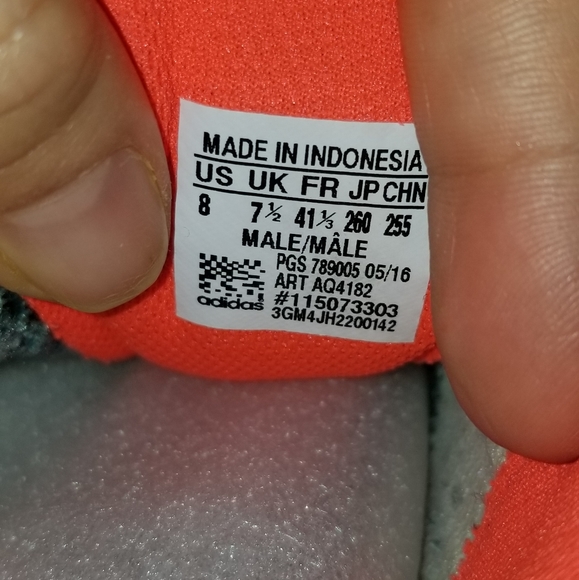 MADE IN INDONESIA
US UK FR JP CHN
8 7½ 41⅓ 260 255
MALE/MÂLE
PGS 789005 05/16
ART AQ4182
#115073303
adidas 3GM4JH2200142